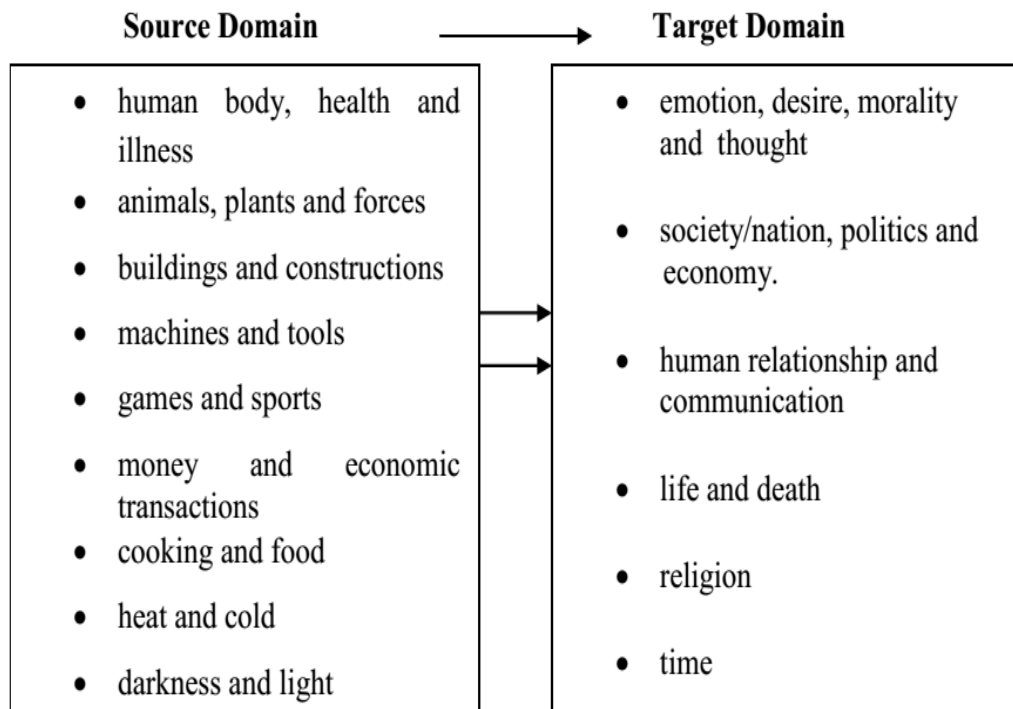 Source Domain
Target Domain
• human body, health and
illness
• animals, plants and forces
• buildings and constructions
• machines and tools
• games and sports
• money and economic
transactions
• cooking and food
• heat and cold
• darkness and light
• emotion, desire, morality
and thought
• society/nation, politics and
economy.
• human relationship and
communication
• life and death
• religion
• time